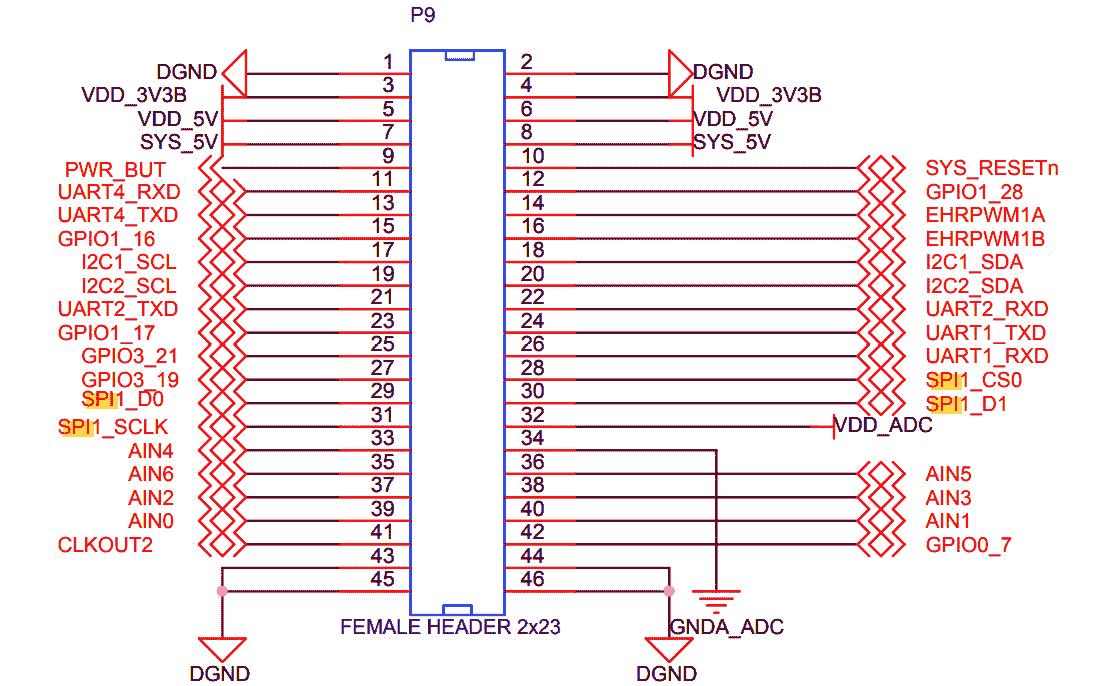 P9
1 2
DGND DGND
3 4
VDD_3V3B VDD_3V3B
5 6
VDD_5V VDD_5V
7 8
SYS_5V SYS_5V
9 10
PWR_BUT SYS_RESETn
11 12
UART4_RXD GPIO1_28
13 14
UART4_TXD EHRPWM1A
15 16
GPIO1_16 EHRPWM1B
17 18
I2C1_SCL I2C1_SDA
19 20
I2C2_SCL I2C2_SDA
21 22
UART2_TXD UART2_RXD
23 24
GPIO1_17 UART1_TXD
25 26
GPIO3_21 UART1_RXD
27 28
GPIO3_19 SPI1_CS0
29 30
SPI1_D0 SPI1_D1
31 32
SPI1_SCLK VDD_ADC
33 34
AIN4
35 36
AIN6 AIN5
37 38
AIN2 AIN3
39 40
AIN0 AIN1
41 42
CLKOUT2 GPIO0_7
43 44
45 46
FEMALE HEADER 2x23 GNDA_ADC
DGND DGND